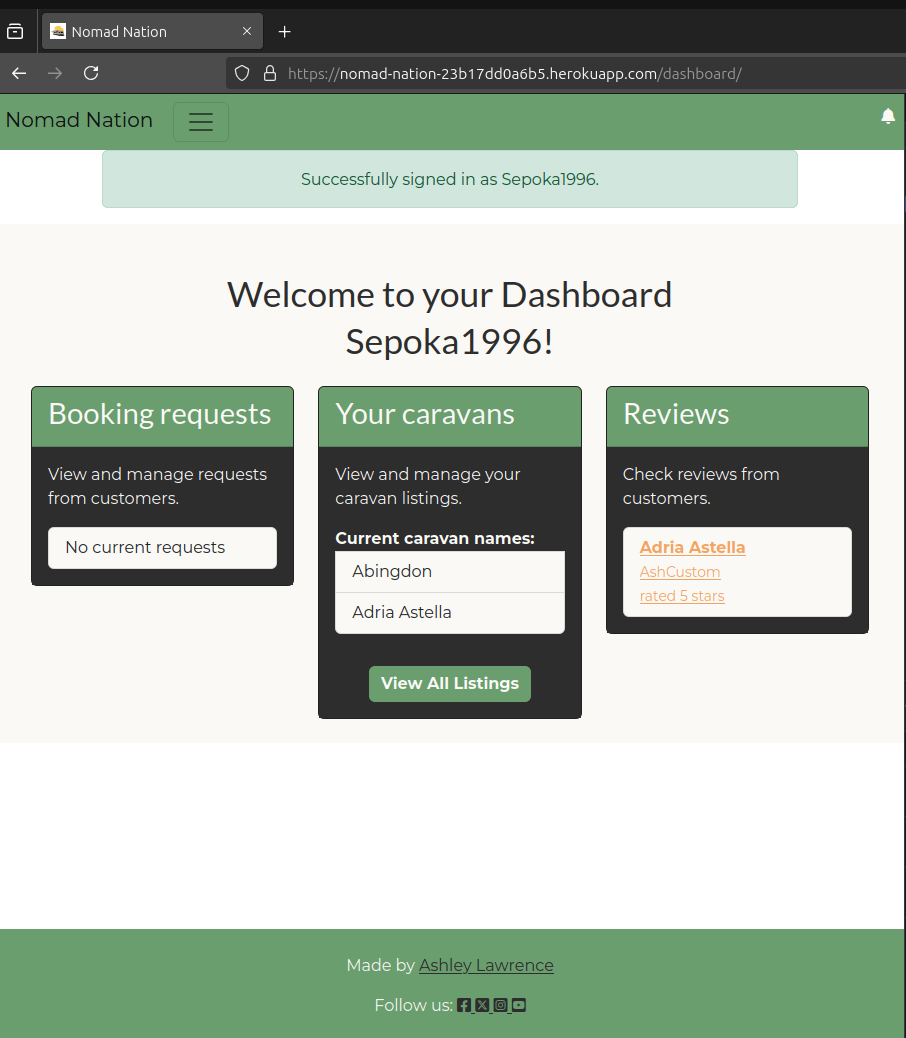 Nomad Nation
https://nomad-nation-23b17dd0a6b5.herokuapp.com/dashboard/
Nomad Nation
Successfully signed in as Sepoka1996.
Welcome to your Dashboard
Sepoka1996!
Booking requests
View and manage requests
from customers.
No current requests
Your caravans
View and manage your
caravan listings.
Current caravan names:
Abingdon
Adria Astella
View All Listings
Reviews
Check reviews from
customers.
Adria Astella
AshCustom
rated 5 stars
Made by Ashley Lawrence
Follow us: